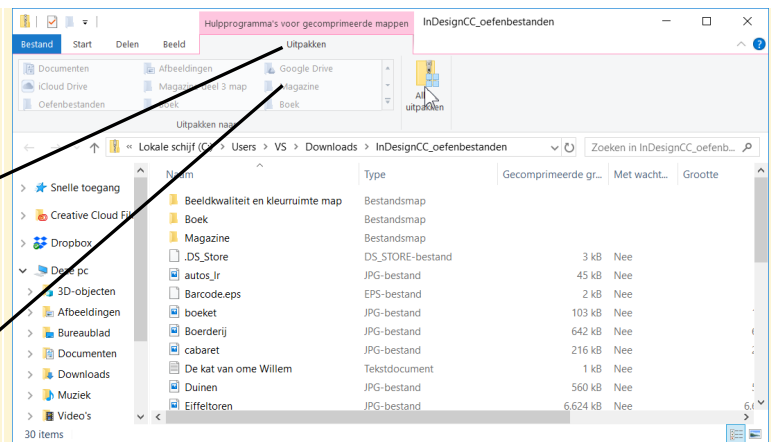 Hulpprogramma's voor gecomprimeerde mappen InDesignCC_oefenbestanden
Bestand Start Delen Beeld Uitpakken
Documenten Afbeeldingen Google Drive
iCloud Drive Magazine deel 3 map Magazine
Oefenbestanden Boek Boek
Alles uitpakken
Uitpakken naar
« Lokale schijf (C:) > Users > VS > Downloads > InDesignCC_oefenbestanden Zoeken in InDesignCC_oefenb...
Naam Type Gecomprimeerde gr... Met wacht... Grootte
Snelle toegang
Creative Cloud Fil
Dropbox
Deze pc
3D-objecten
Afbeeldingen
Bureaublad
Documenten
Downloads
Muziek
Video's
Beeldkwaliteit en kleurruimte map Bestandsmap
Boek Bestandsmap
Magazine Bestandsmap
.DS_Store DS_STORE-bestand 3 kB Nee
autos_lr JPG-bestand 45 kB Nee
Barcode.eps EPS-bestand 2 kB Nee
boeket JPG-bestand 103 kB Nee
Boerderij JPG-bestand 642 kB Nee
cabaret JPG-bestand 216 kB Nee
De kat van ome Willem Tekstdocument 1 kB Nee
Duinen JPG-bestand 560 kB Nee
Eiffeltoren JPG-bestand 6.624 kB Nee
30 items